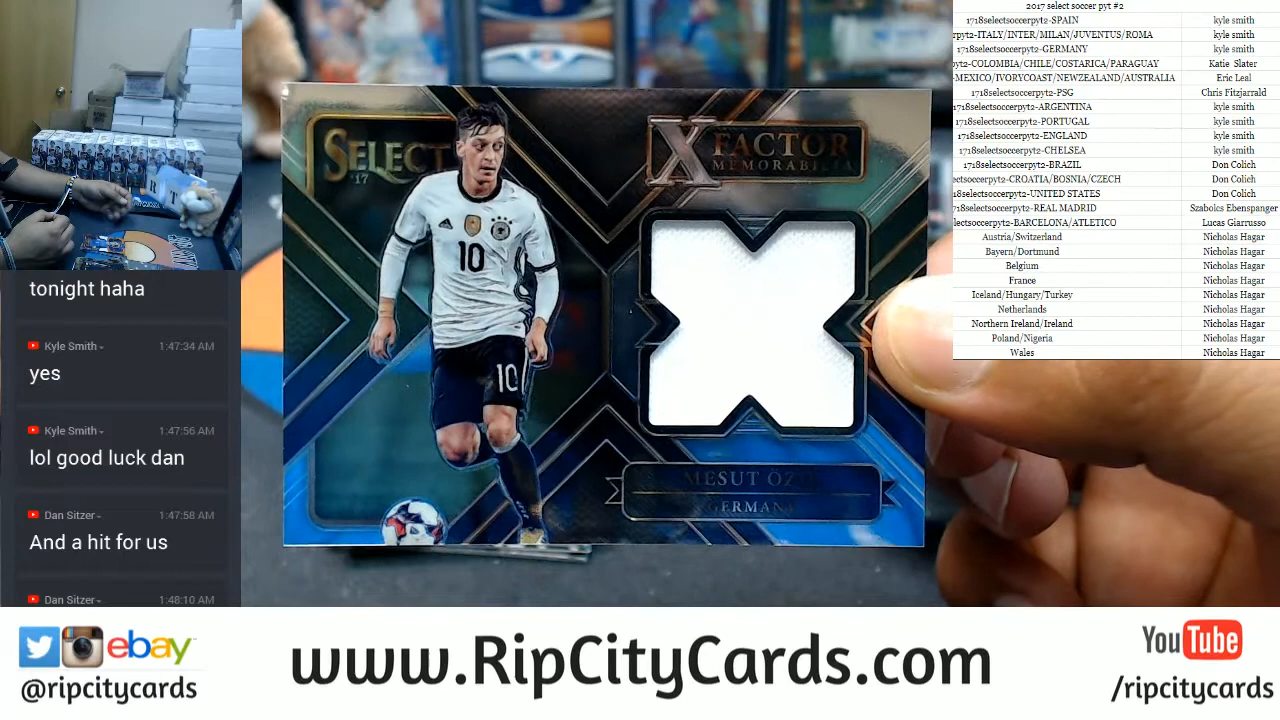 tonight haha
Kyle Smith 1:47:34 AM
yes
Kyle Smith 1:47:56 AM
lol good luck dan
Dan Sitzer 1:47:58 AM
And a hit for us
Dan Sitzer 1:48:10 AM
SELECT
'17
X FACTOR
MEMORABILIA
10
10
MESUT ÖZIL
GERMANY
2017 select soccer pyt #2
1718selectsoccerpyt2-SPAIN kyle smith
rpyt2-ITALY/INTER/MILAN/JUVENTUS/ROMA kyle smith
1718selectsoccerpyt2-GERMANY kyle smith
pyt2-COLOMBIA/CHILE/COSTARICA/PARAGUAY Katie Slater
-MEXICO/IVORYCOAST/NEWZEALAND/AUSTRALIA Eric Leal
1718selectsoccerpyt2-PSG Chris Fitzjarrald
1718selectsoccerpyt2-ARGENTINA kyle smith
1718selectsoccerpyt2-PORTUGAL kyle smith
1718selectsoccerpyt2-ENGLAND kyle smith
1718selectsoccerpyt2-CHELSEA kyle smith
1718selectsoccerpyt2-BRAZIL Don Colich
ectsoccerpyt2-CROATIA/BOSNIA/CZECH Don Colich
18selectsoccerpyt2-UNITED STATES Don Colich
718selectsoccerpyt2-REAL MADRID Szabolcs Ebenspanger
lectsoccerpyt2-BARCELONA/ATLETICO Lucas Giarrusso
Austria/Switzerland Nicholas Hagar
Bayern/Dortmund Nicholas Hagar
Belgium Nicholas Hagar
France Nicholas Hagar
Iceland/Hungary/Turkey Nicholas Hagar
Netherlands Nicholas Hagar
Northern Ireland/Ireland Nicholas Hagar
Poland/Nigeria Nicholas Hagar
Wales Nicholas Hagar
ebay
@ripcitycards
www.RipCityCards.com
YouTube
/ripcitycards